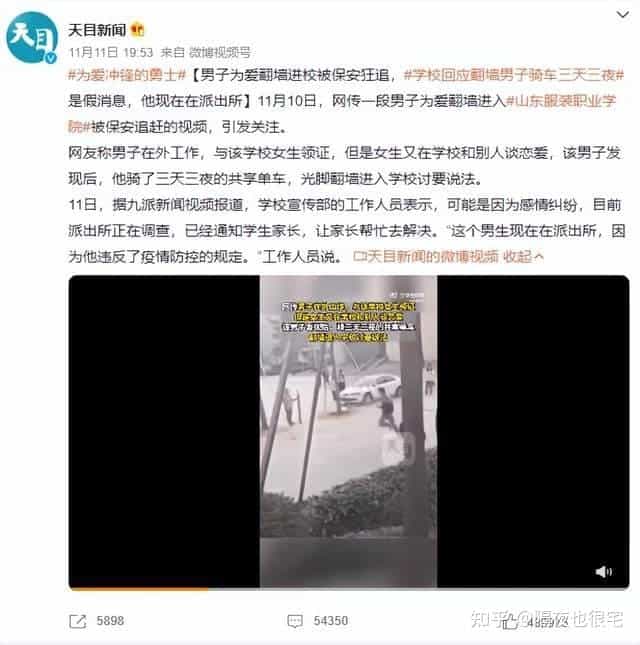 天目
天目新闻
11月11日 19:53 来自 微博视频号
#为爱冲锋的勇士#【男子为爱翻墙进校被保安狂追，#学校回应翻墙男子骑车三天三夜#
是假消息，他现在在派出所】11月10日，网传一段男子为爱翻墙进入#山东服装职业学
院#被保安追赶的视频，引发关注。
网友称男子在外工作，与该学校女生领证，但是女生又在学校和别人谈恋爱，该男子发
现后，他骑了三天三夜的共享单车，光脚翻墙进入学校讨要说法。
11日，据九派新闻视频报道，学校宣传部的工作人员表示，可能是因为感情纠纷，目前
派出所正在调查，已经通知学生家长，让家长帮忙去解决。“这个男生现在在派出所，因
为他违反了疫情防控的规定。”工作人员说。 天目新闻的微博视频 收起
5898
54350
知乎 @隔夜也很宅